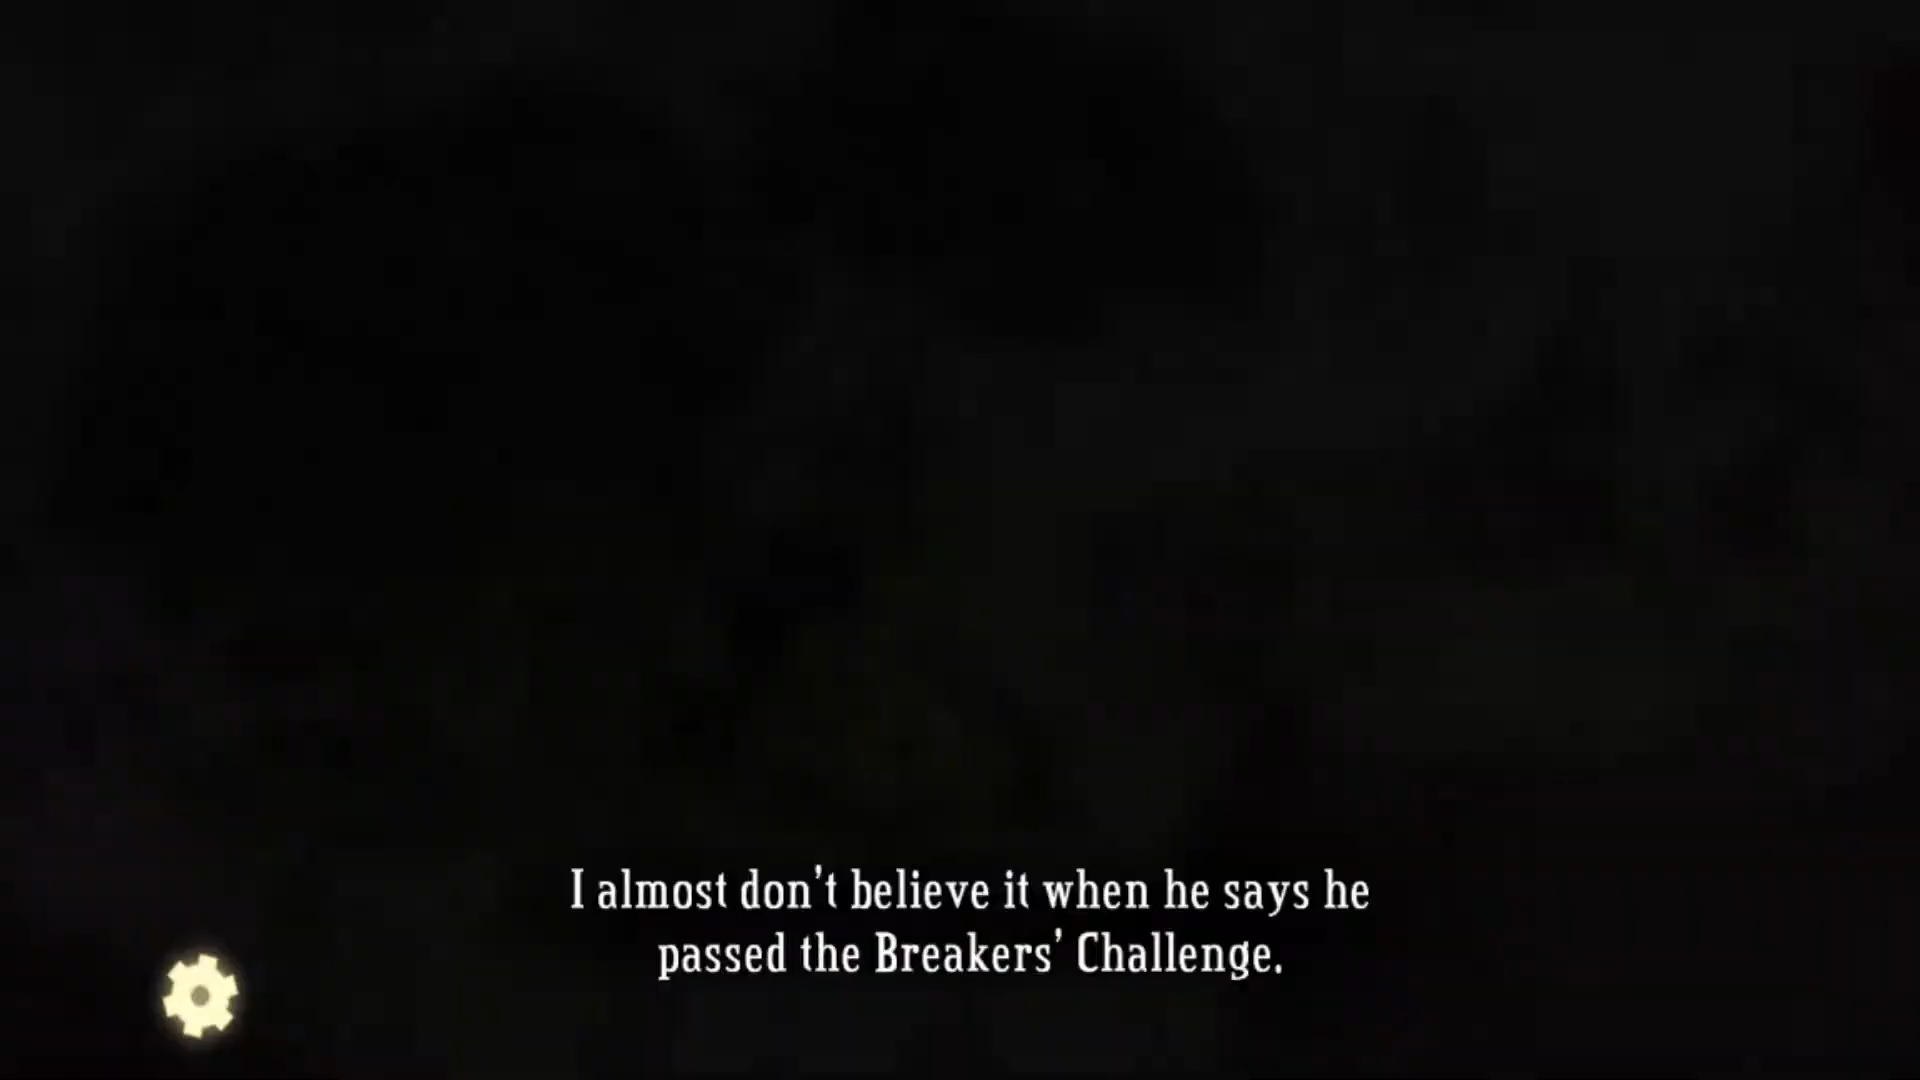 I almost don't believe it when he says he
passed the Breakers' Challenge.